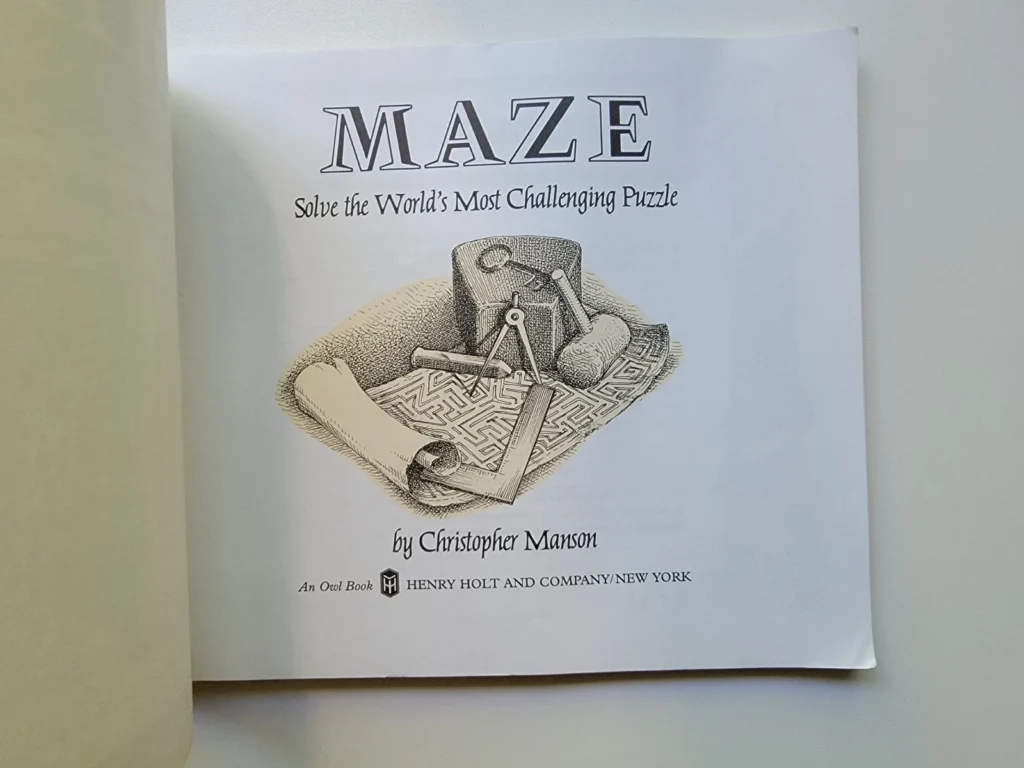 MAZE
Solve the World's Most Challenging Puzzle
by Christopher Manson
An Owl Book HENRY HOLT AND COMPANY/NEW YORK